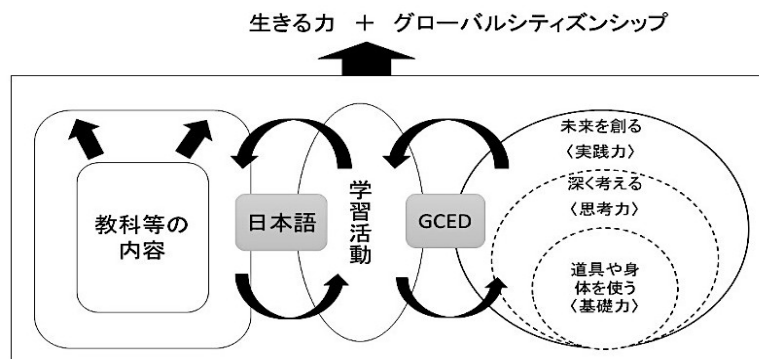 生きる力 ＋ グローバルシティズンシップ
教科等の
内容
日本語
学習活動
GCED
未来を創る
〈実践力〉
深く考える
〈思考力〉
道具や身
体を使う
〈基礎力〉